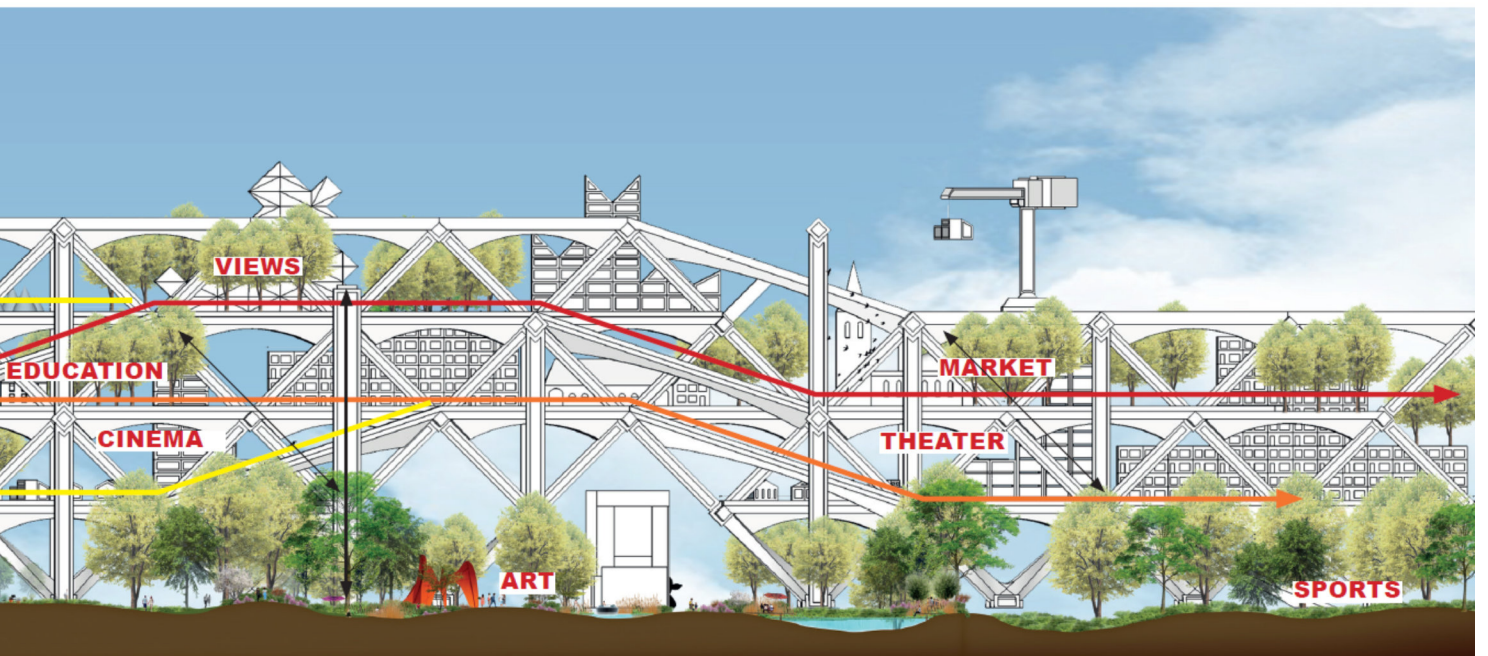 VIEWS
EDUCATION
MARKET
CINEMA
THEATER
ART
SPORTS